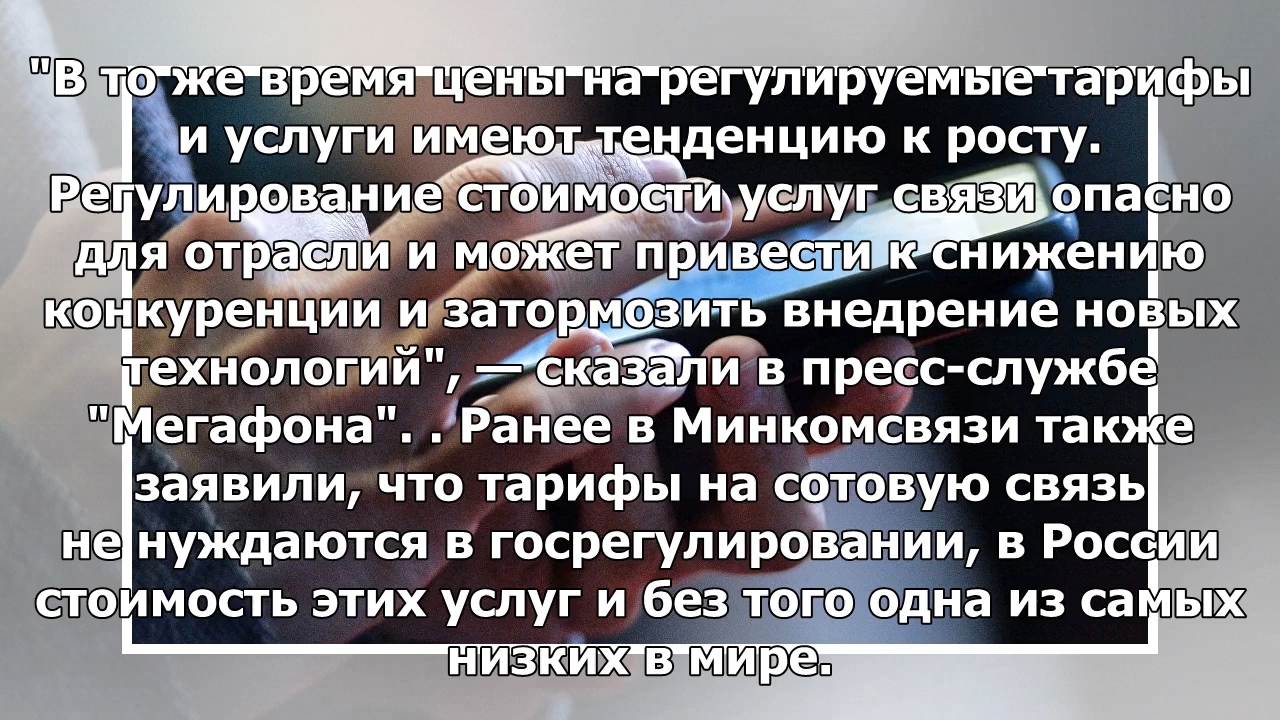 "В то же время цены на регулируемые тарифы
и услуги имеют тенденцию к росту.
Регулирование стоимости услуг связи опасно
для отрасли и может привести к снижению
конкуренции и затормозить внедрение новых
технологий", — сказали в пресс-службе
"Мегафона". . Ранее в Минкомсвязи также
заявили, что тарифы на сотовую связь
не нуждаются в госрегулировании, в России
стоимость этих услуг и без того одна из самых
низких в мире.